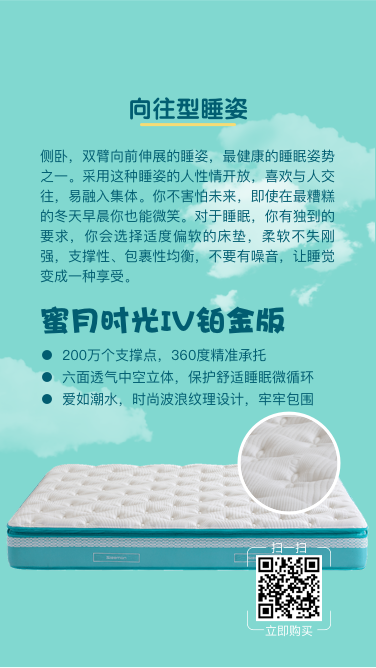 向往型睡姿
侧卧，双臂向前伸展的睡姿，最健康的睡眠姿势
之一。采用这种睡姿的人性情开放，喜欢与人交
往，易融入集体。你不害怕未来，即使在最糟糕
的冬天早晨你也能微笑。对于睡眠，你有独到的
要求，你会选择适度偏软的床垫，柔软不失刚
强，支撑性、包裹性均衡，不要有噪音，让睡觉
变成一种享受。
蜜月时光IV铂金版
● 200万个支撑点，360度精准承托
● 六面透气中空立体，保护舒适睡眠微循环
● 爱如潮水，时尚波浪纹理设计，牢牢包围
扫一扫
立即购买